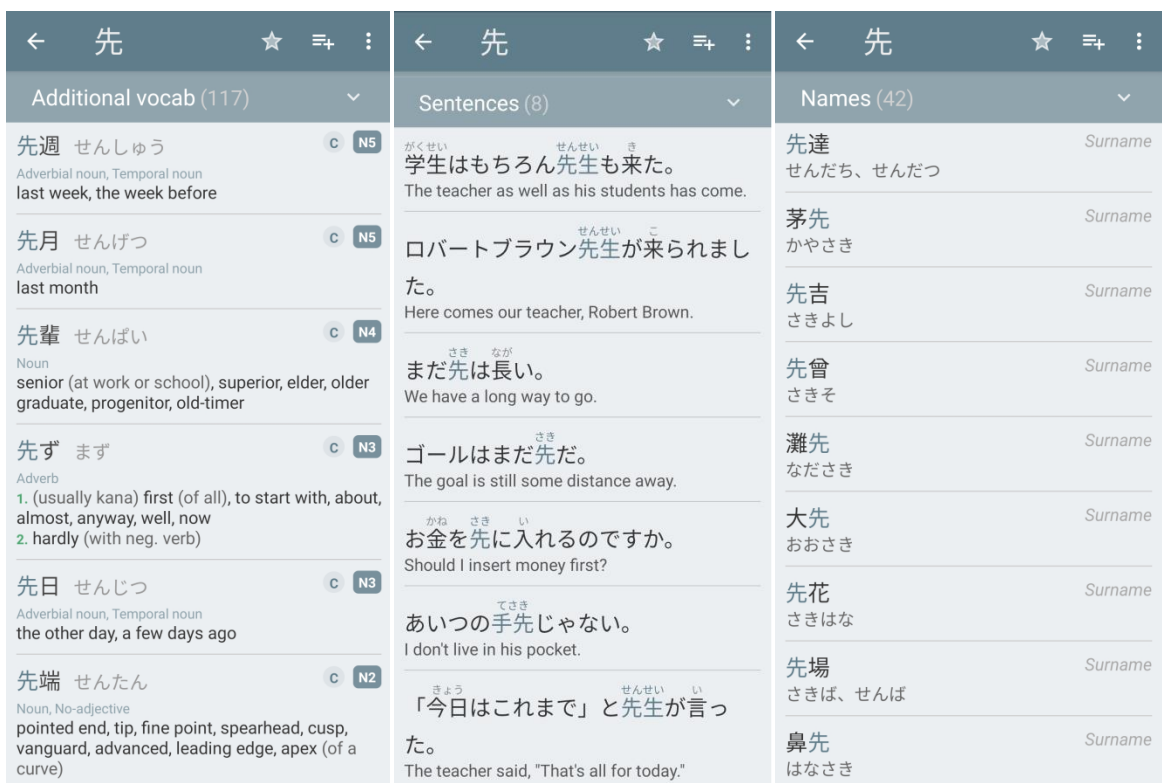 先
Additional vocab (117)
先週 せんしゅう C N5
Adverbial noun, Temporal noun
last week, the week before
先月 せんげつ C N5
Adverbial noun, Temporal noun
last month
先輩 せんぱい C N4
Noun
senior (at work or school), superior, elder, older
graduate, progenitor, old-timer
先ず まず C N3
Adverb
1. (usually kana) first (of all), to start with, about,
almost, anyway, well, now
2. hardly (with neg. verb)
先日 せんじつ C N3
Adverbial noun, Temporal noun
the other day, a few days ago
先端 せんたん C N2
Noun, No-adjective
pointed end, tip, fine point, spearhead, cusp,
vanguard, advanced, leading edge, apex (of a
curve)
先
Sentences (8)
がくせい せんせい き
学生はもちろん先生も来た。
The teacher as well as his students has come.
せんせい こ
ロバートブラウン先生が来られまし
た。
Here comes our teacher, Robert Brown.
さき なが
まだ先は長い。
We have a long way to go.
さき
ゴールはまだ先だ。
The goal is still some distance away.
かね さき い
お金を先に入れるのですか。
Should I insert money first?
てさき
あいつの手先じゃない。
I don't live in his pocket.
きょう せんせい い
「今日はこれまで」と先生が言っ
た。
The teacher said, "That's all for today."
先
Names (42)
先達 Surname
せんだち、せんだつ
茅先 Surname
かやさき
先吉 Surname
さきよし
先曾 Surname
さきそ
灘先 Surname
なださき
大先 Surname
おおさき
先花 Surname
さきはな
先場 Surname
さきば、せんば
鼻先 Surname
はなさき